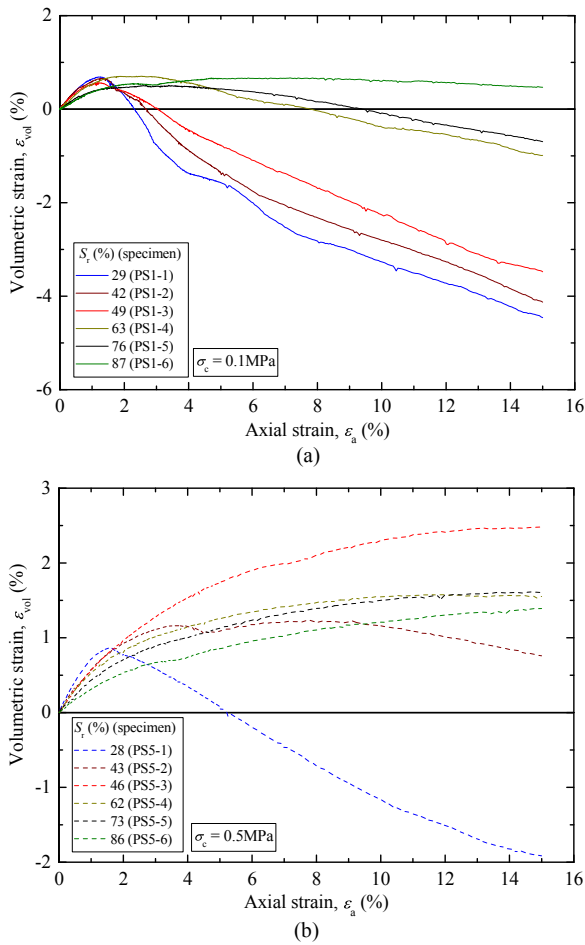 2
0
-2
-4
-6
Volumetric strain, εvol (%)
Sr (%) (specimen)
29 (PS1-1)
42 (PS1-2)
49 (PS1-3)
63 (PS1-4)
76 (PS1-5)
87 (PS1-6)
σc = 0.1MPa
0 2 4 6 8 10 12 14 16
Axial strain, εa (%)
(a)
3
2
1
0
-1
-2
Volumetric strain, εvol (%)
Sr (%) (specimen)
28 (PS5-1)
43 (PS5-2)
46 (PS5-3)
62 (PS5-4)
73 (PS5-5)
86 (PS5-6)
σc = 0.5MPa
0 2 4 6 8 10 12 14 16
Axial strain, εa (%)
(b)